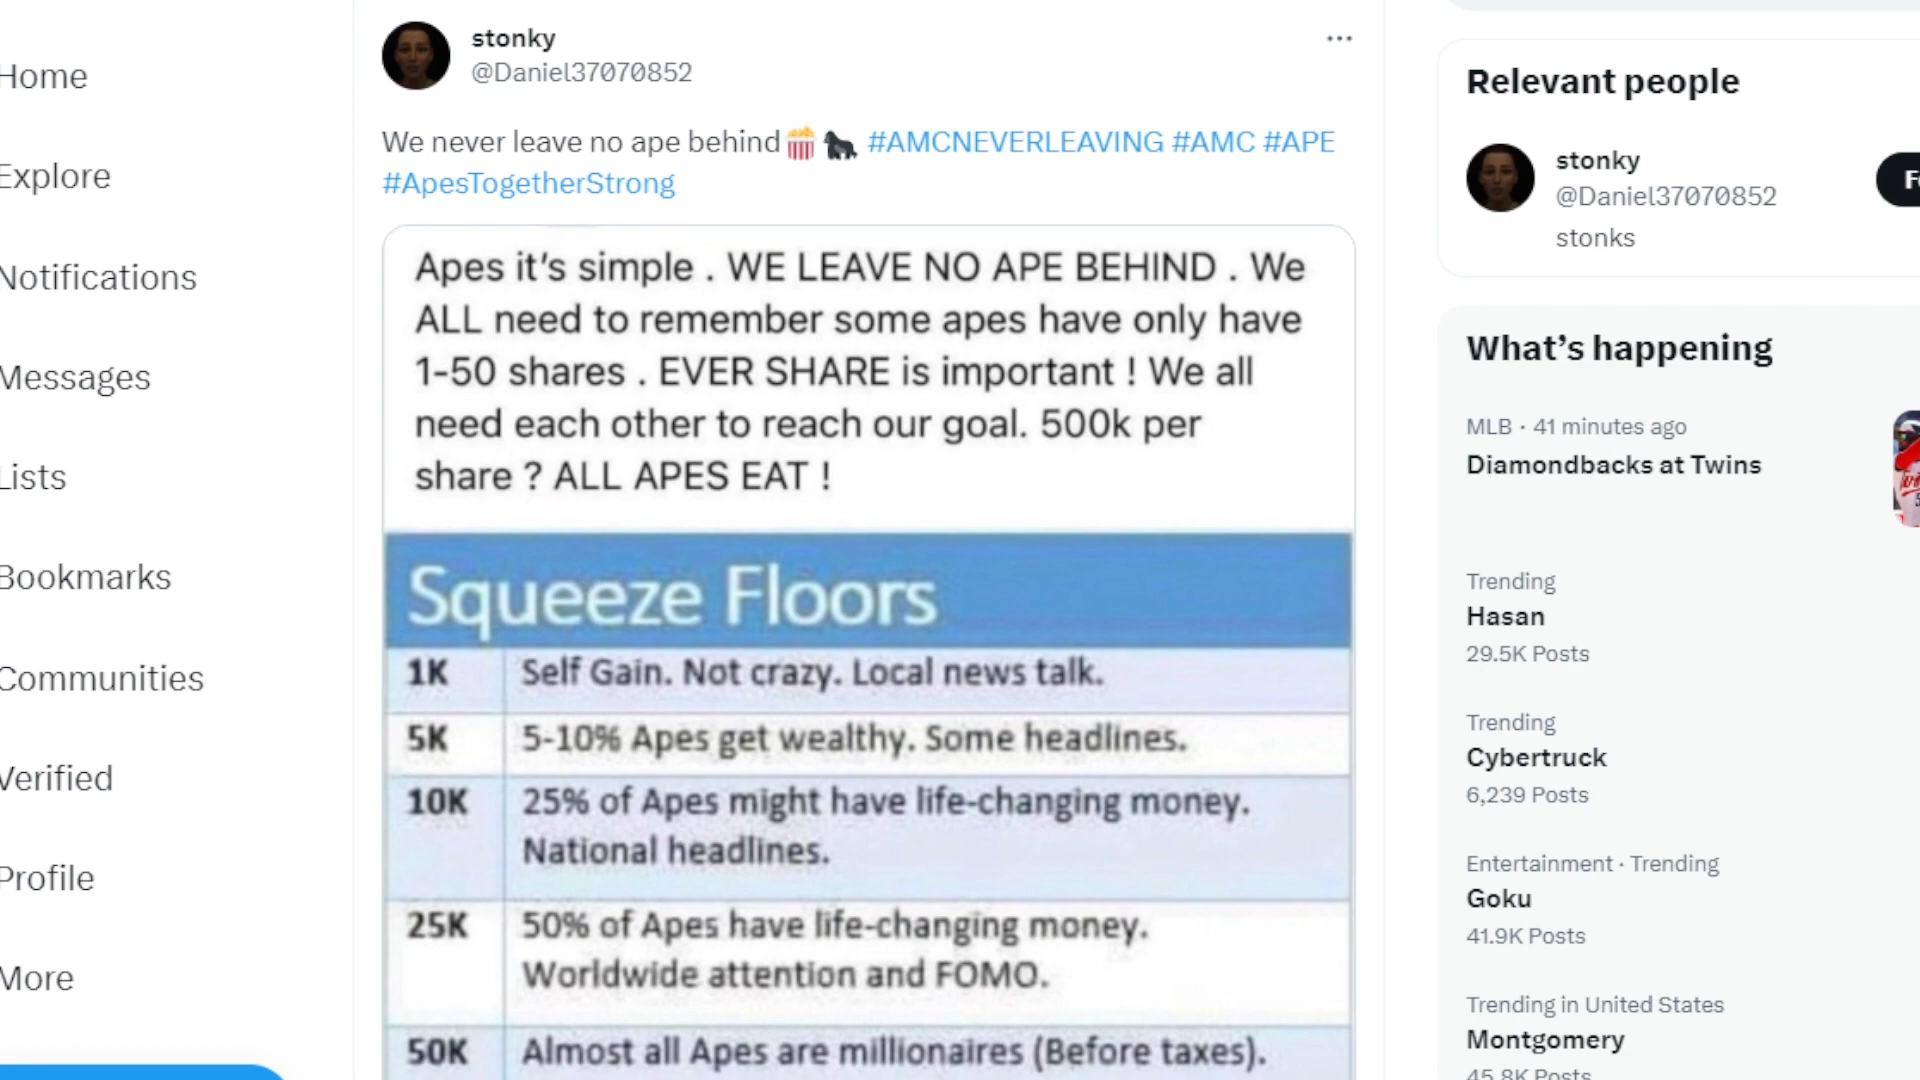 Home
Explore
Notifications
Messages
Lists
Bookmarks
Communities
Verified
Profile
More
stonky
@Daniel37070852
We never leave no ape behind🍿🦍 #AMCNEVERLEAVING #AMC #APE
#ApesTogetherStrong
Apes it’s simple . WE LEAVE NO APE BEHIND . We
ALL need to remember some apes have only have
1-50 shares . EVER SHARE is important ! We all
need each other to reach our goal. 500k per
share ? ALL APES EAT !
Squeeze Floors
1K Self Gain. Not crazy. Local news talk.
5K 5-10% Apes get wealthy. Some headlines.
10K 25% of Apes might have life-changing money.
National headlines.
25K 50% of Apes have life-changing money.
Worldwide attention and FOMO.
50K Almost all Apes are millionaires (Before taxes).
Relevant people
stonky
@Daniel37070852
stonks
What’s happening
MLB · 41 minutes ago
Diamondbacks at Twins
Trending
Hasan
29.5K Posts
Trending
Cybertruck
6,239 Posts
Entertainment · Trending
Goku
41.9K Posts
Trending in United States
Montgomery
45.8K Posts